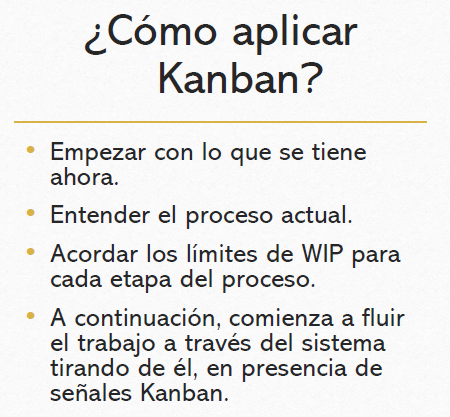 ¿Cómo aplicar
Kanban?
• Empezar con lo que se tiene
ahora.
• Entender el proceso actual.
• Acordar los límites de WIP para
cada etapa del proceso.
• A continuación, comienza a fluir
el trabajo a través del sistema
tirando de él, en presencia de
señales Kanban.